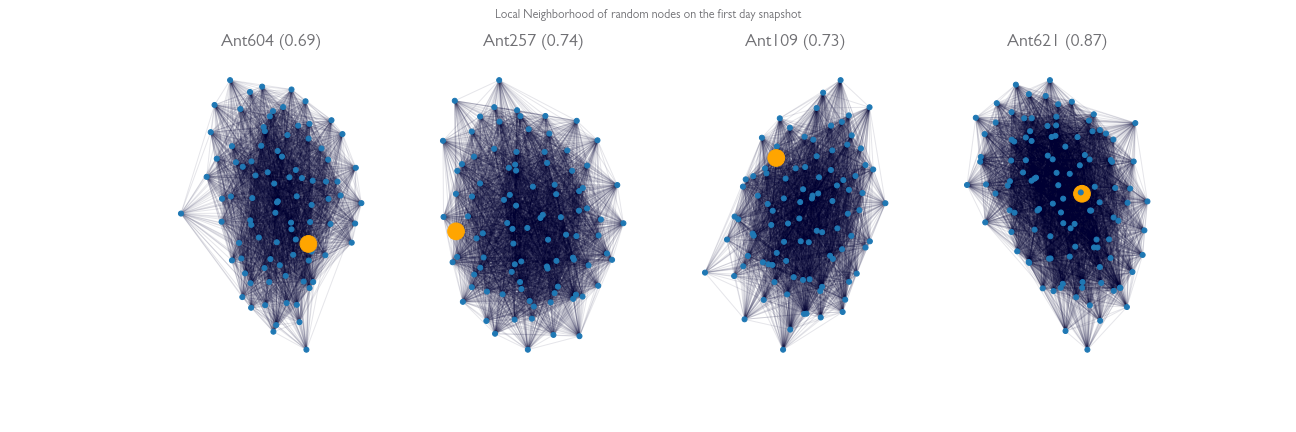 Local Neighborhood of random nodes on the first day snapshot
Ant604 (0.69)
Ant257 (0.74)
Ant109 (0.73)
Ant621 (0.87)